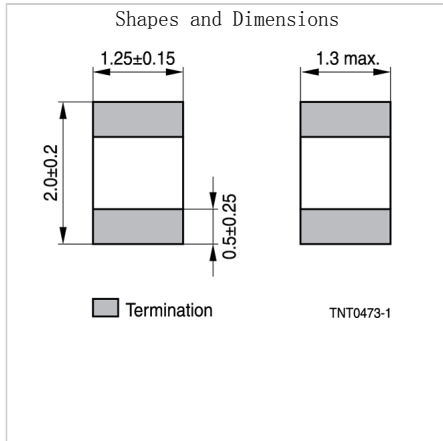 Shapes and Dimensions
1.25±0.15
1.3 max.
2.0±0.2
0.5±0.25
Termination
TNT0473-1